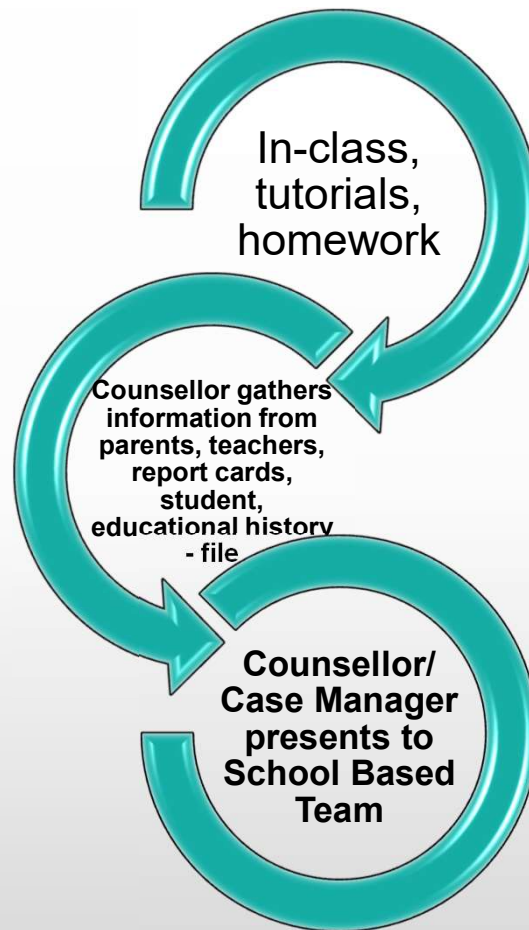 In-class,
tutorials,
homework
Counsellor gathers
information from
parents, teachers,
report cards,
student,
educational history
- file
Counsellor/
Case Manager
presents to
School Based
Team